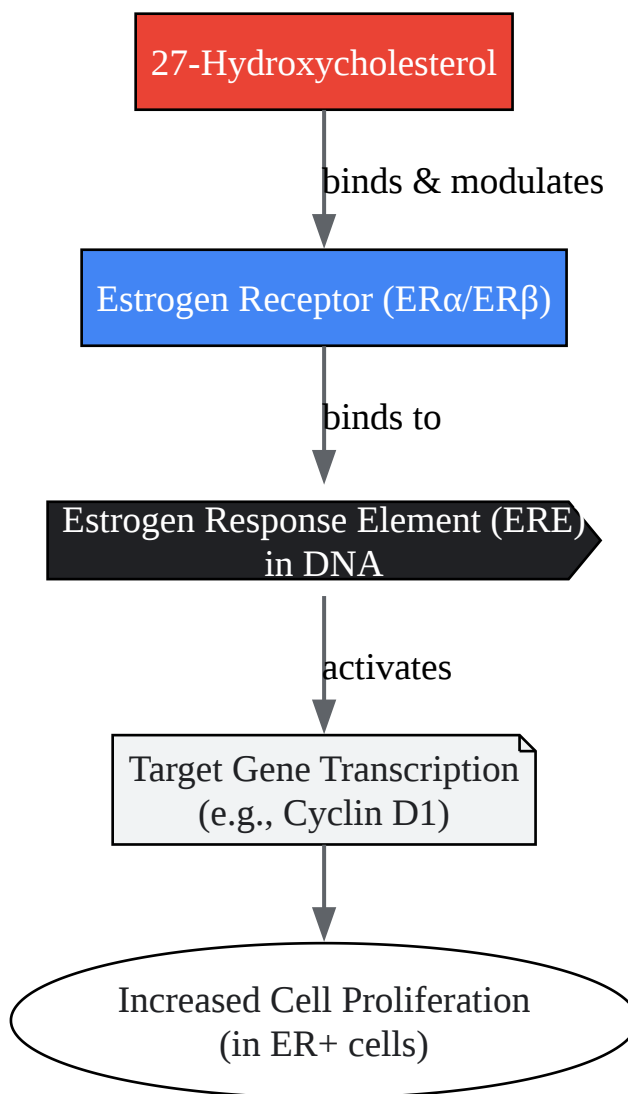 27-Hydroxycholesterol
binds & modulates
Estrogen Receptor (ERα/ERβ)
binds to
Estrogen Response Element (ERE)
in DNA
activates
Target Gene Transcription
(e.g., Cyclin D1)
Increased Cell Proliferation
(in ER+ cells)